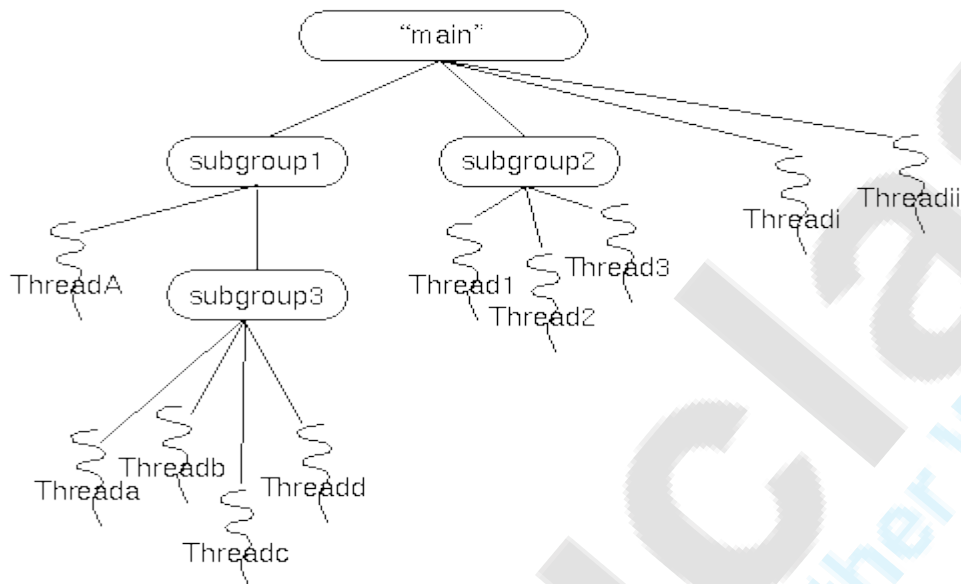 “main”
subgroup1
subgroup2
Threadi
Threadii
ThreadA
subgroup3
Thread1
Thread2
Thread3
Threada
Threadb
Threadc
Threadd